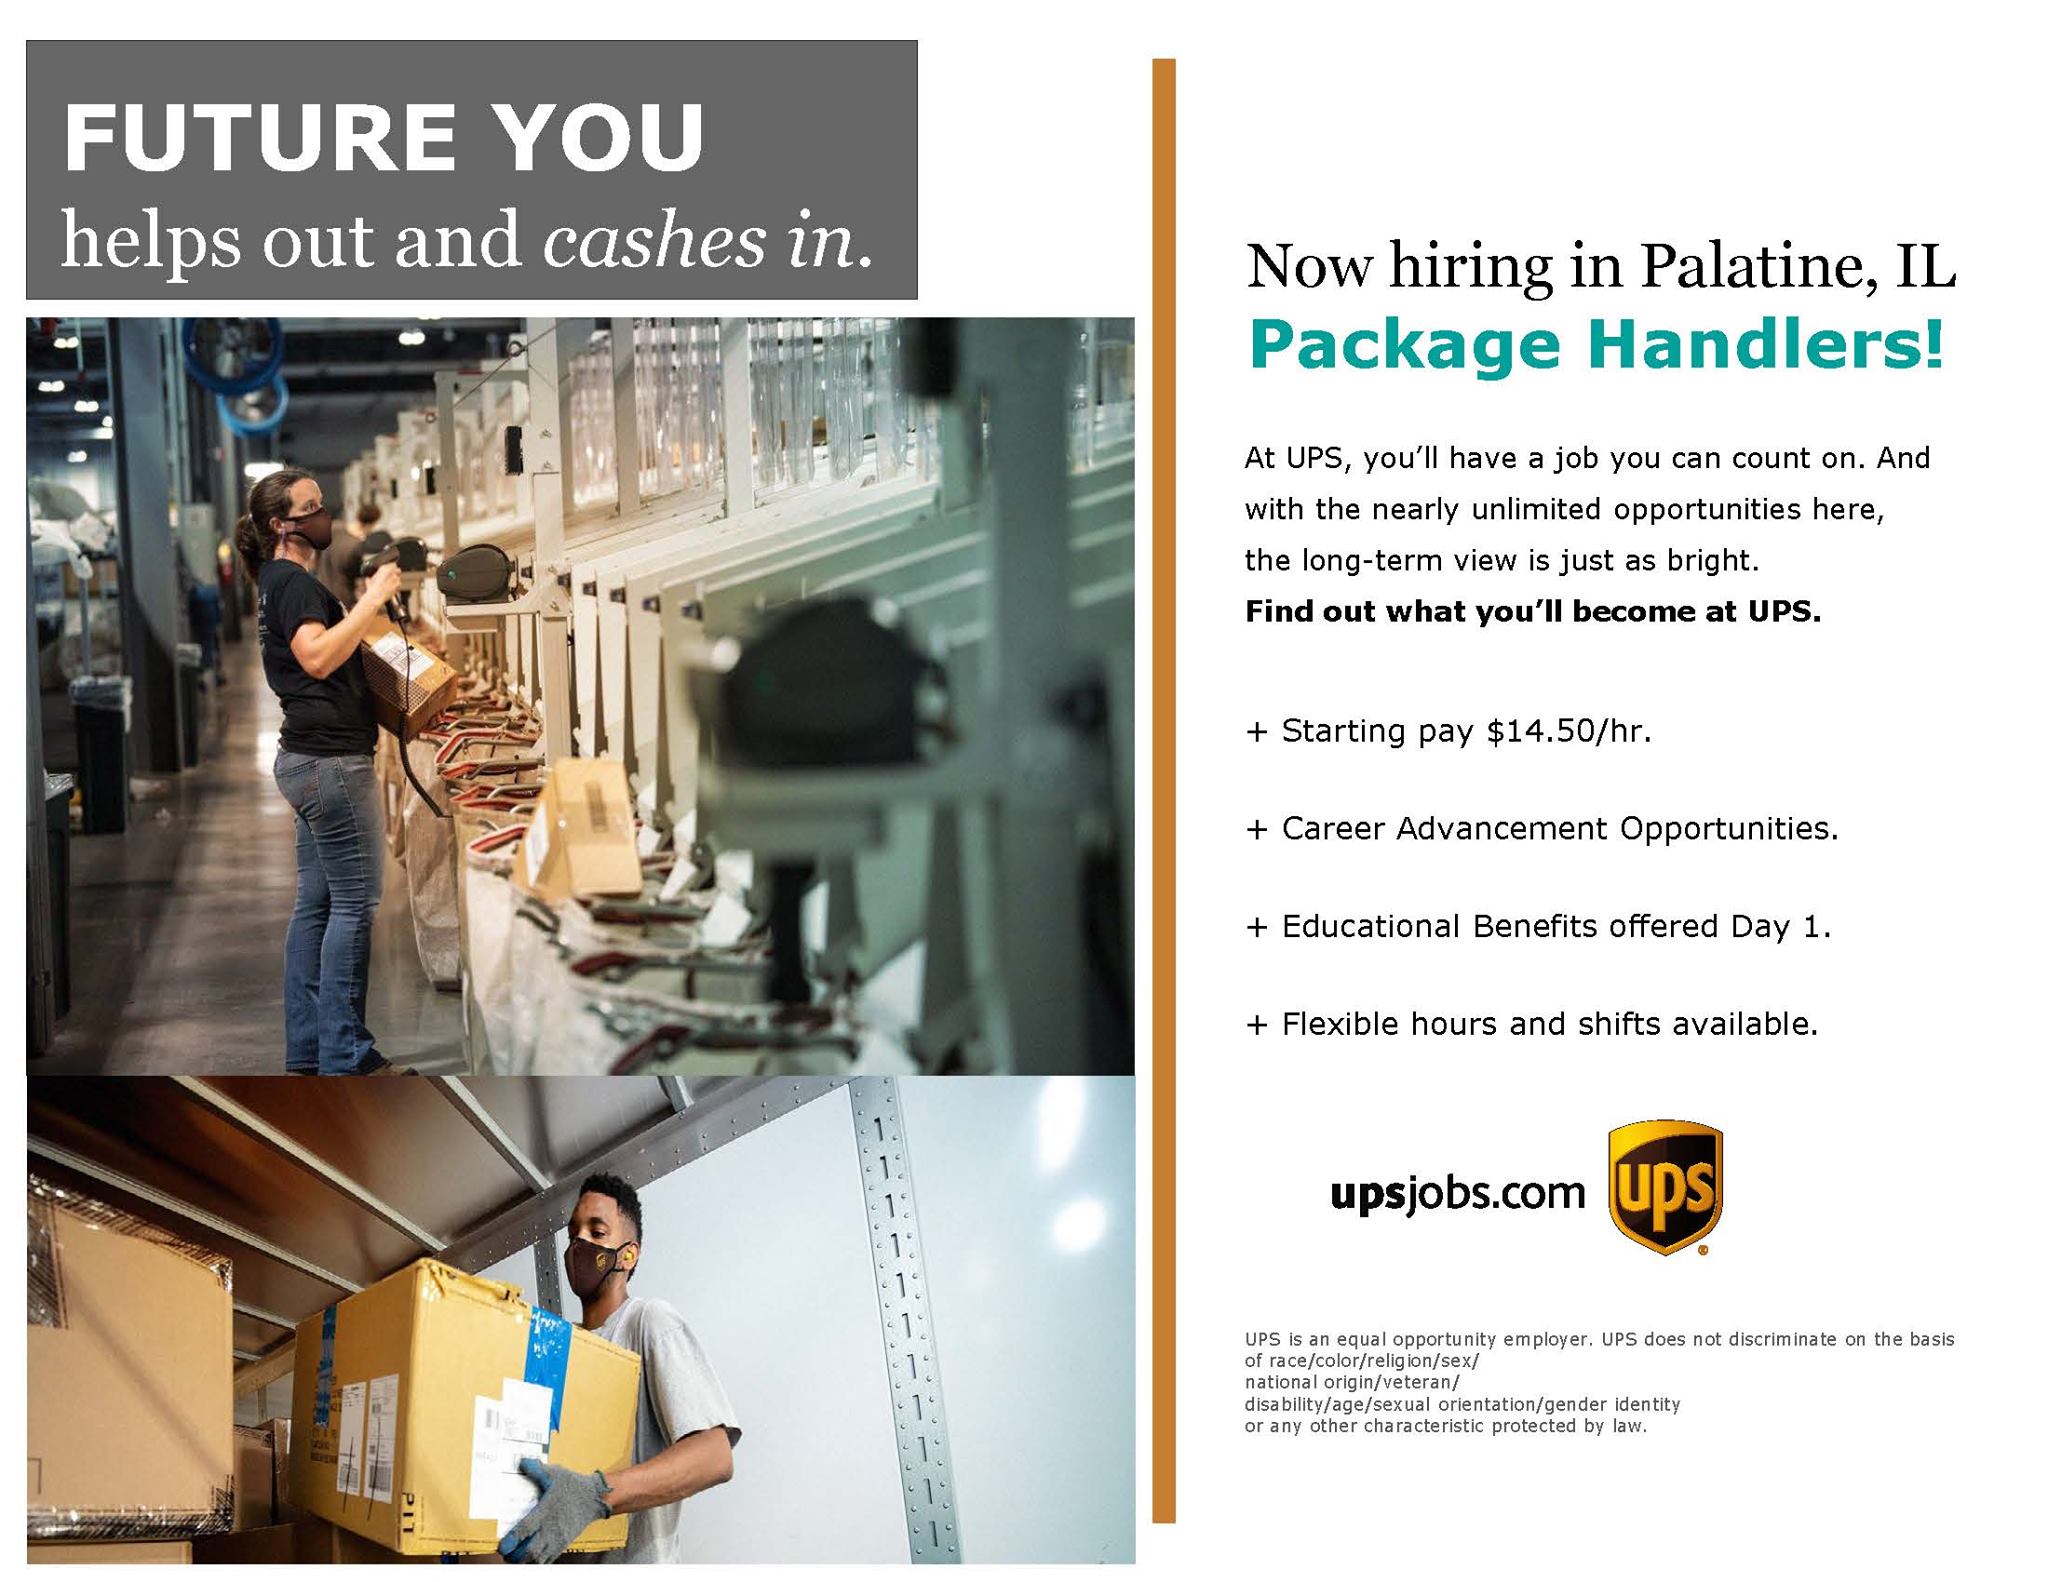 FUTURE YOU
helps out and cashes in.
Now hiring in Palatine, IL
Package Handlers!
At UPS, you’ll have a job you can count on. And
with the nearly unlimited opportunities here,
the long-term view is just as bright.
Find out what you’ll become at UPS.
+ Starting pay $14.50/hr.
+ Career Advancement Opportunities.
+ Educational Benefits offered Day 1.
+ Flexible hours and shifts available.
upsjobs.com
ups
UPS is an equal opportunity employer. UPS does not discriminate on the basis
of race/color/religion/sex/
national origin/veteran/
disability/age/sexual orientation/gender identity
or any other characteristic protected by law.